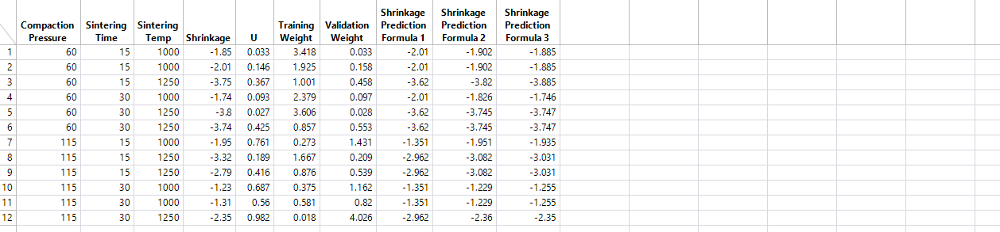 Shrinkage Shrinkage Shrinkage
Compaction Sintering Sintering Training Validation Prediction Prediction Prediction
Pressure Time Temp Shrinkage U Weight Weight Formula 1 Formula 2 Formula 3
1 60 15 1000 -1.85 0.033 3.418 0.033 -2.01 -1.902 -1.885
2 60 15 1000 -2.01 0.146 1.925 0.158 -2.01 -1.902 -1.885
3 60 15 1250 -3.75 0.367 1.001 0.458 -3.62 -3.82 -3.885
4 60 30 1000 -1.74 0.093 2.379 0.097 -2.01 -1.826 -1.746
5 60 30 1250 -3.8 0.027 3.606 0.028 -3.62 -3.745 -3.747
6 60 30 1250 -3.74 0.425 0.857 0.553 -3.62 -3.745 -3.747
7 115 15 1000 -1.95 0.761 0.273 1.431 -1.351 -1.951 -1.935
8 115 15 1250 -3.32 0.189 1.667 0.209 -2.962 -3.082 -3.031
9 115 15 1250 -2.79 0.416 0.876 0.539 -2.962 -3.082 -3.031
10 115 30 1000 -1.23 0.687 0.375 1.162 -1.351 -1.229 -1.255
11 115 30 1000 -1.31 0.56 0.581 0.82 -1.351 -1.229 -1.255
12 115 30 1250 -2.35 0.982 0.018 4.026 -2.962 -2.36 -2.35